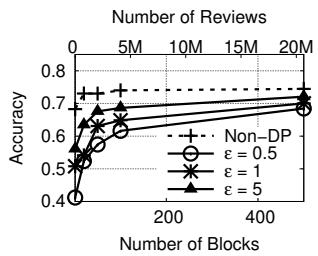 Number of Reviews
0 5M 10M 15M 20M
Accuracy
0.8
0.7
0.6
0.5
0.4
Non-DP
ε = 0.5
ε = 1
ε = 5
200 400
Number of Blocks